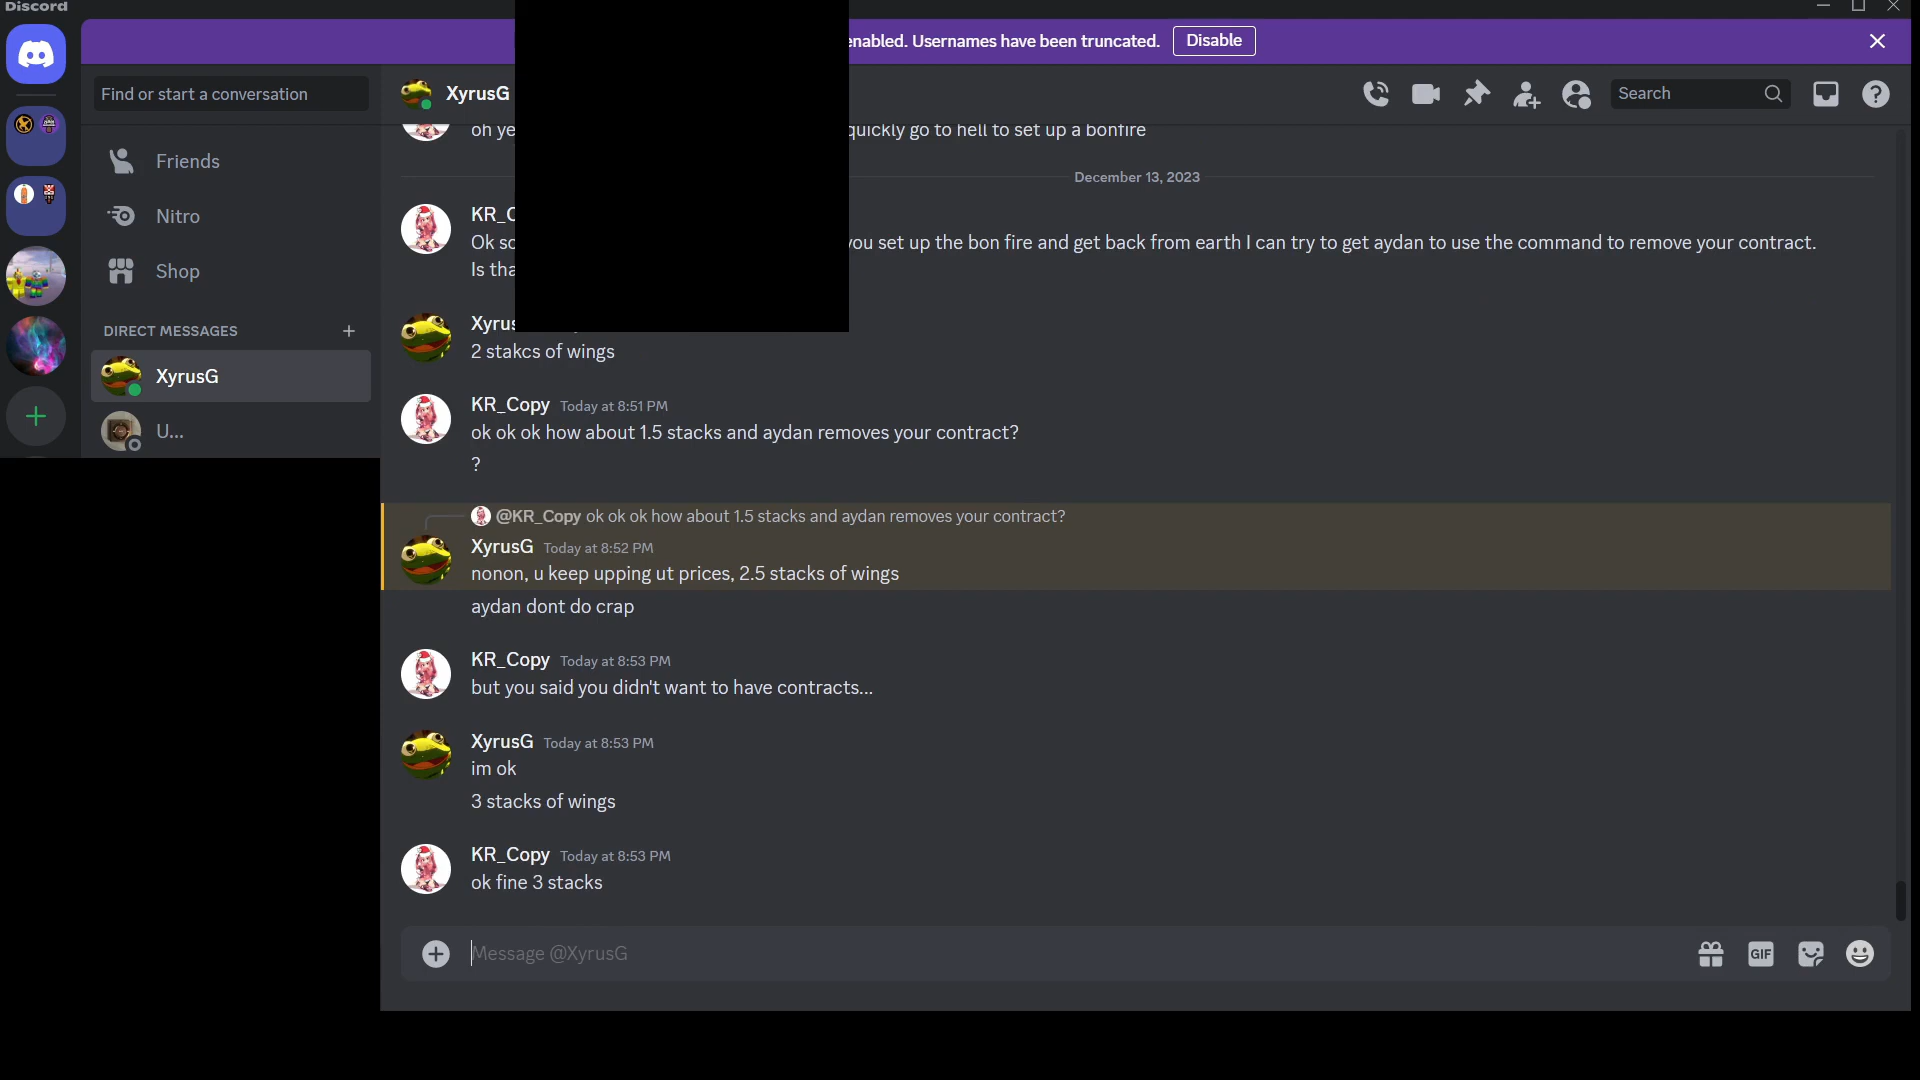 Discord
enabled. Usernames have been truncated. Disable
Find or start a conversation
XyrusG
Search
Friends
Nitro
Shop
DIRECT MESSAGES
XyrusG
U...
oh ye
quickly go to hell to set up a bonfire
December 13, 2023
KR_C
Ok so
you set up the bon fire and get back from earth I can try to get aydan to use the command to remove your contract.
Is tha
Xyrus
2 stakcs of wings
KR_Copy Today at 8:51 PM
ok ok ok how about 1.5 stacks and aydan removes your contract?
?
@KR_Copy ok ok ok how about 1.5 stacks and aydan removes your contract?
XyrusG Today at 8:52 PM
nonon, u keep upping ut prices, 2.5 stacks of wings
aydan dont do crap
KR_Copy Today at 8:53 PM
but you said you didn't want to have contracts...
XyrusG Today at 8:53 PM
im ok
3 stacks of wings
KR_Copy Today at 8:53 PM
ok fine 3 stacks
Message @XyrusG
GIF